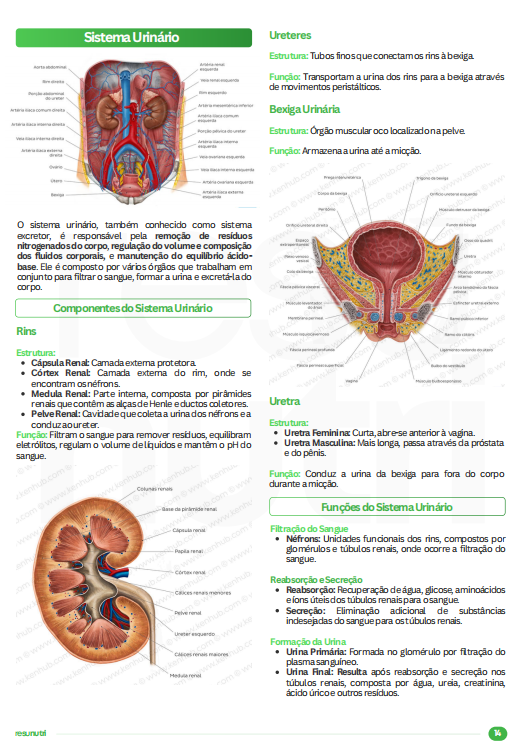 Sistema Urinário
Aorta abdominal
Rim direito
Porção abdominal
do ureter
Artéria ilíaca comum direita
Artéria ilíaca interna direita
Veia ilíaca interna direita
Artéria ilíaca externa
direita
Ovário
Útero
Bexiga
Artéria renal
esquerda
Veia renal esquerda
Rim esquerdo
Artéria mesentérica inferior
Artéria ilíaca comum
esquerda
Porção pélvica do ureter
Artéria ilíaca interna
esquerda
Veia ovariana esquerda
Veia ilíaca interna esquerda
Artéria ovariana esquerda
Artéria ilíaca externa
esquerda
O sistema urinário, também conhecido como sistema
excretor, é responsável pela remoção de resíduos
nitrogenados do corpo, regulação do volume e composição
dos fluidos corporais, e manutenção do equilíbrio ácido-
base. Ele é composto por vários órgãos que trabalham em
conjunto para filtrar o sangue, formar a urina e excretá-la do
corpo.
Componentes do Sistema Urinário
Rins
Estrutura:
• Cápsula Renal: Camada externa protetora.
• Córtex Renal: Camada externa do rim, onde se
encontram os néfrons.
• Medula Renal: Parte interna, composta por pirâmides
renais que contêm as alças de Henle e ductos coletores.
• Pelve Renal: Cavidade que coleta a urina dos néfrons e a
conduz ao ureter.
Função: Filtram o sangue para remover resíduos, equilibram
eletrólitos, regulam o volume de líquidos e mantêm o pH do
sangue.
Colunas renais
Base da pirâmide renal
Cápsula renal
Papila renal
Córtex renal
Cálices renais menores
Pelve renal
Ureter esquerdo
Cálices renais maiores
Medula renal
Ureteres
Estrutura: Tubos finos que conectam os rins à bexiga.
Função: Transportam a urina dos rins para a bexiga através
de movimentos peristálticos.
Bexiga Urinária
Estrutura: Órgão muscular oco localizado na pelve.
Função: Armazena a urina até a micção.
Prega interureterica
Corpo da bexiga
Peritônio
Orifício ureteral direito
Espaço
extraperitoneal
Plexo venoso
vesical
Colo da bexiga
Fáscia pélvica visceral
Músculo levantador
do ânus
Membrana perineal
Músculo isquiocavernoso
Fáscia perineal profunda
Fáscia perineal superficial
Vagina
Trígono da bexiga
Orifício ureteral esquerdo
Músculo detrusor da bexiga
Fundo da bexiga
Osso do quadril
Uretra
Músculo obturador
interno
Arco tendíneo da fáscia
pélvica
Esfíncter uretral externo
Ramo púbico inferior
Ramo do clitóris
Ligamento redondo do útero
Bulbo do vestíbulo
Músculo bulboesponjoso
Uretra
Estrutura:
• Uretra Feminina: Curta, abre-se anterior à vagina.
• Uretra Masculina: Mais longa, passa através da próstata
e do pênis.
Função: Conduz a urina da bexiga para fora do corpo
durante a micção.
Funções do Sistema Urinário
Filtração do Sangue
• Néfrons: Unidades funcionais dos rins, compostos por
glomérulos e túbulos renais, onde ocorre a filtração do
sangue.
Reabsorção e Secreção
• Reabsorção: Recuperação de água, glicose, aminoácidos
e íons úteis dos túbulos renais para o sangue.
• Secreção: Eliminação adicional de substâncias
indesejadas do sangue para os túbulos renais.
Formação da Urina
• Urina Primária: Formada no glomérulo por filtração do
plasma sanguíneo.
• Urina Final: Resulta após reabsorção e secreção nos
túbulos renais, composta por água, ureia, creatinina,
ácido úrico e outros resíduos.
resunutri
14